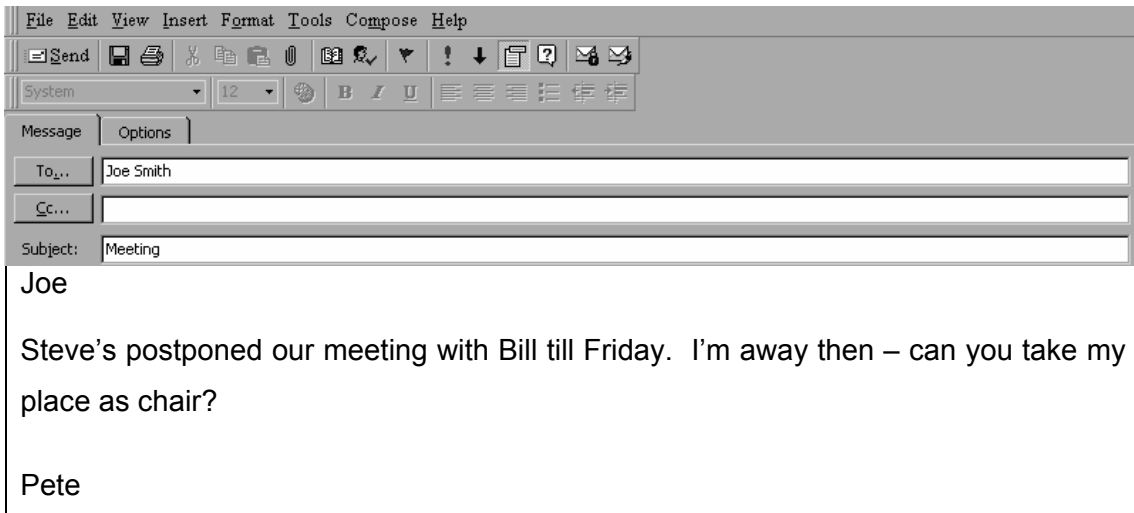 File Edit View Insert Format Tools Compose Help
Send
System 12 B I U
Message Options
To... Joe Smith
Cc...
Subject: Meeting
Joe
Steve’s postponed our meeting with Bill till Friday. I’m away then – can you take my
place as chair?
Pete